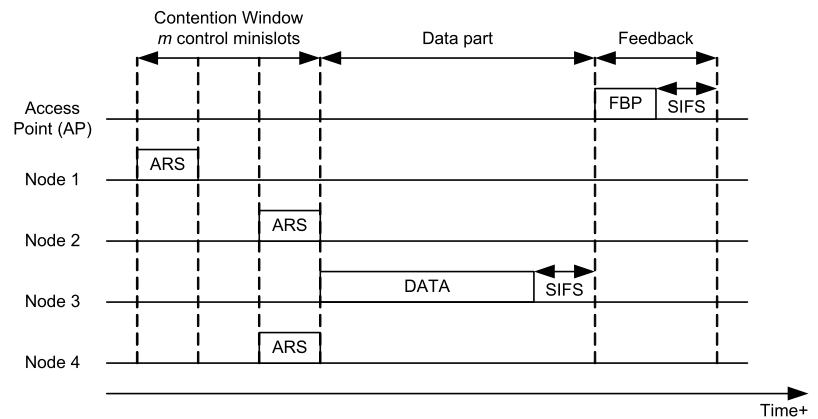 Contention Window
m control minislots
Data part
Feedback
Access
Point (AP)
FBP
SIFS
Node 1
ARS
Node 2
ARS
Node 3
DATA
SIFS
Node 4
ARS
Time+